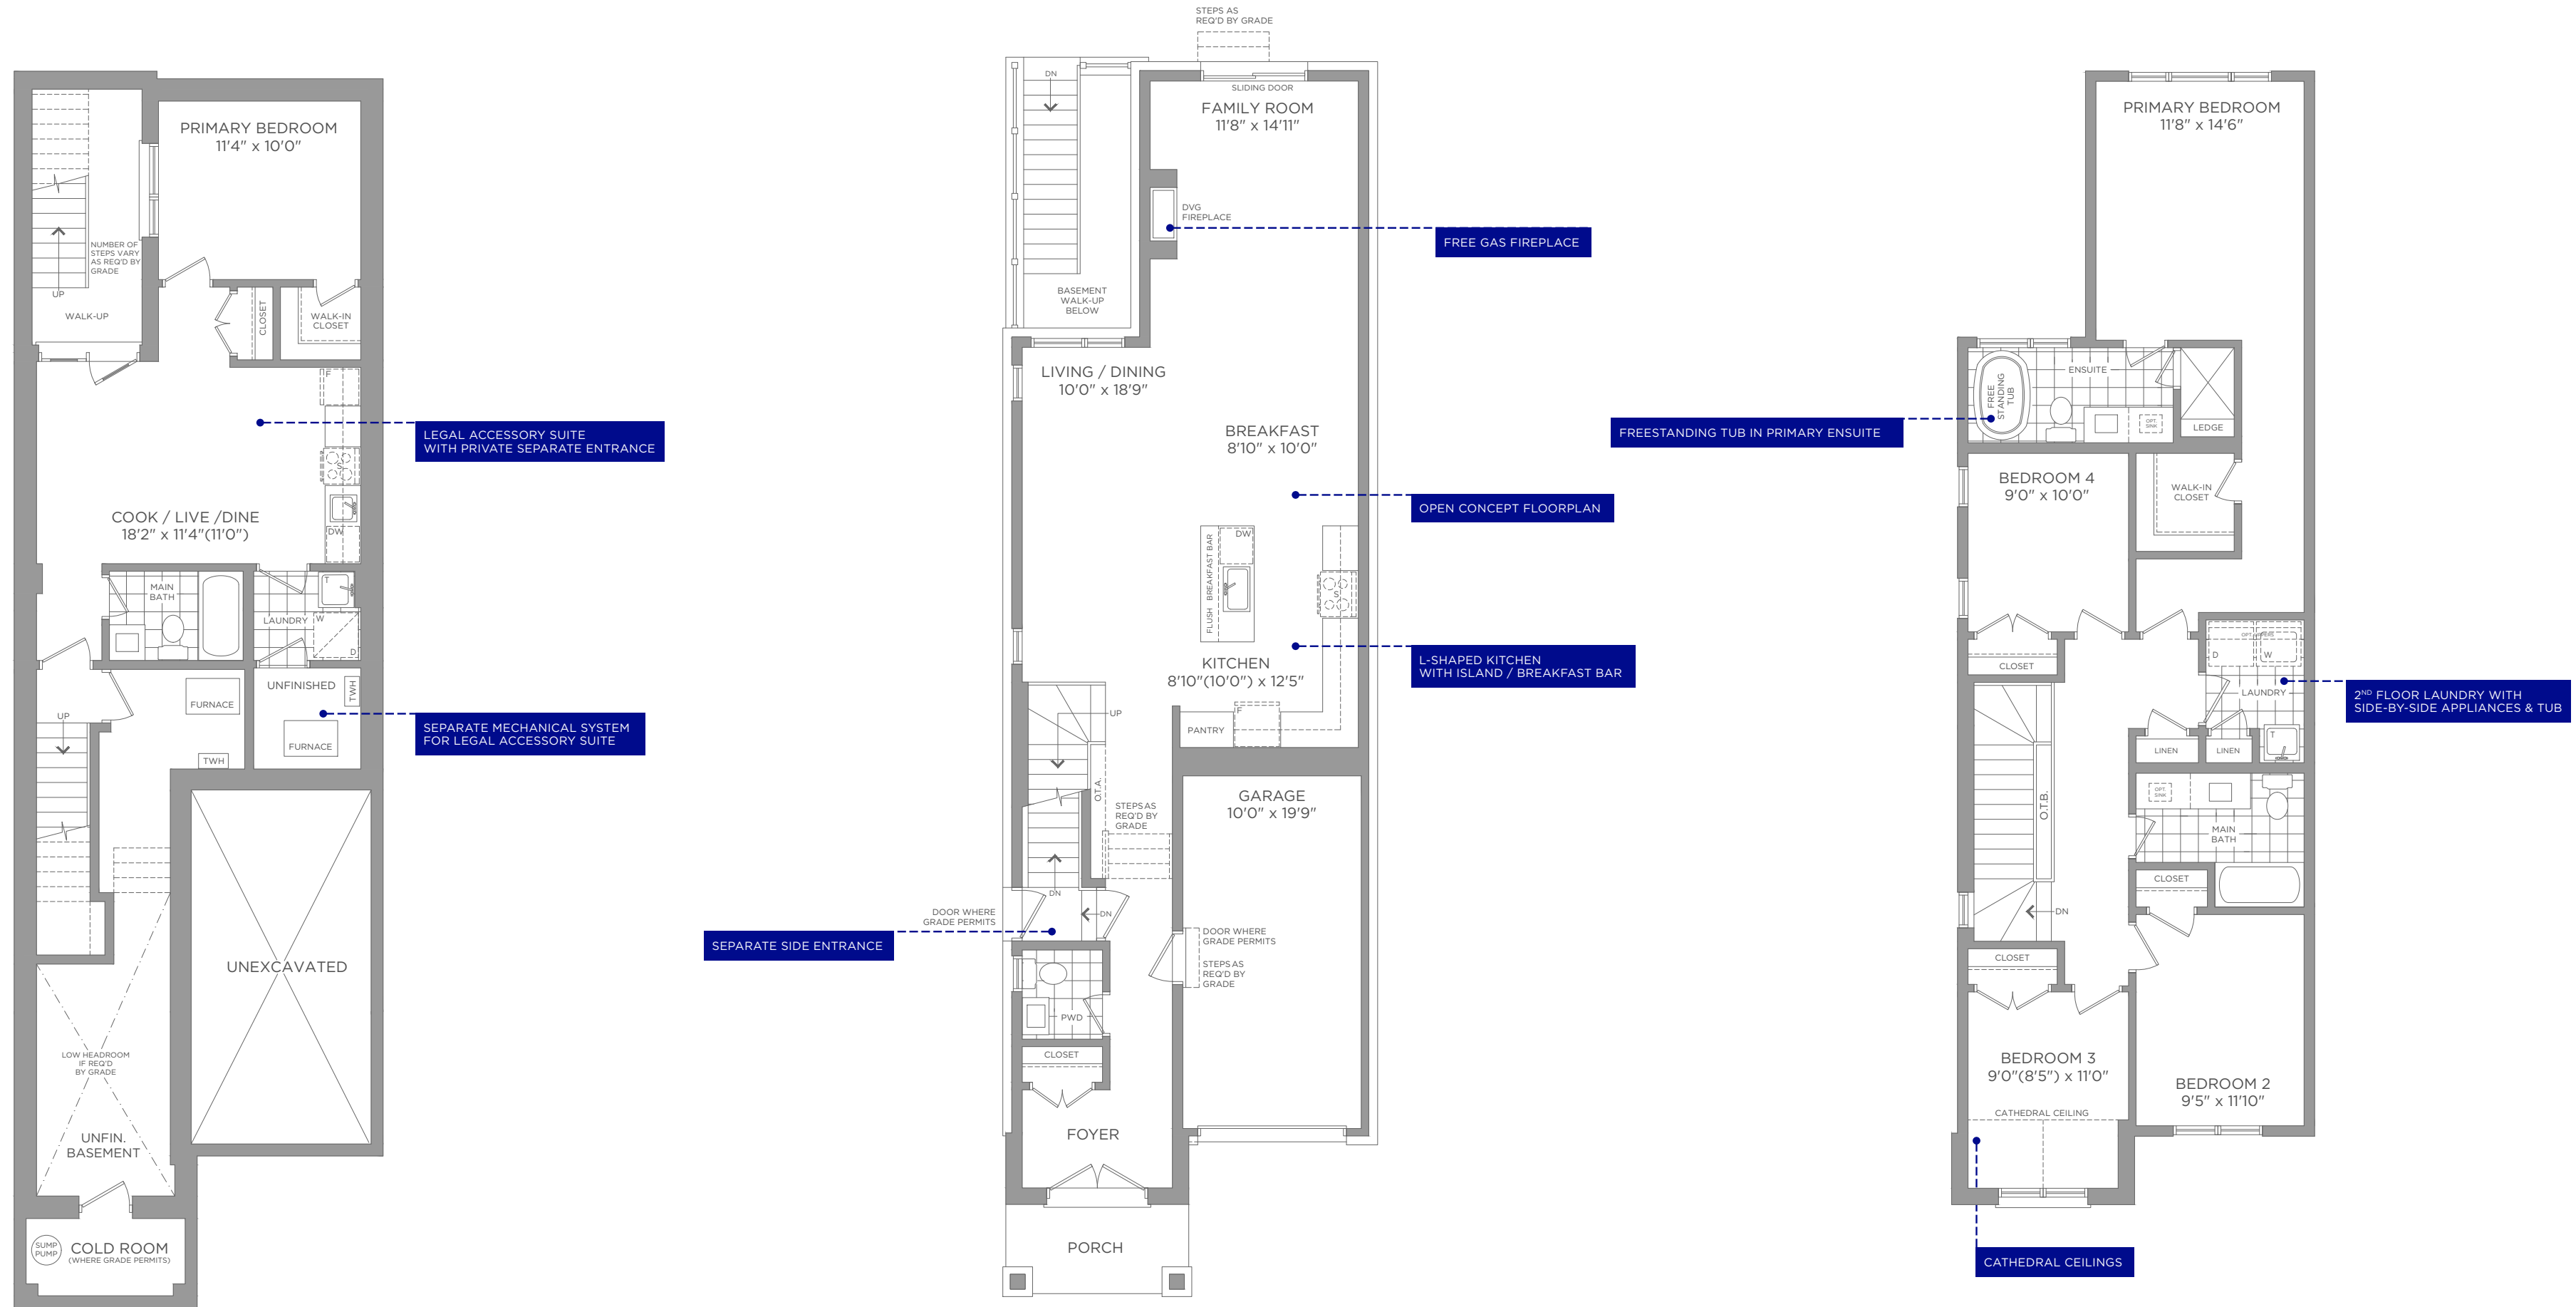 PRIMARY BEDROOM
11'4" x 10'0"
NUMBER OF
STEPS VARY
AS REQ'D BY
GRADE
UP
WALK-UP
CLOSET
WALK-IN
CLOSET
F
LEGAL ACCESSORY SUITE
WITH PRIVATE SEPARATE ENTRANCE
S
COOK / LIVE /DINE
18'2" x 11'4"(11'0")
DW
MAIN
BATH
T
LAUNDRY
W
D
UNFINISHED
TWH
FURNACE
UP
SEPARATE MECHANICAL SYSTEM
FOR LEGAL ACCESSORY SUITE
FURNACE
TWH
UNEXCAVATED
LOW HEADROOM
IF REQ'D
BY GRADE
UNFIN.
BASEMENT
SUMP
PUMP
COLD ROOM
(WHERE GRADE PERMITS)
STEPS AS
REQ'D BY GRADE
DN
SLIDING DOOR
FAMILY ROOM
11'8" x 14'11"
DVG
FIREPLACE
FREE GAS FIREPLACE
BASEMENT
WALK-UP
BELOW
LIVING / DINING
10'0" x 18'9"
BREAKFAST
8'10" x 10'0"
OPEN CONCEPT FLOORPLAN
DW
FLUSH BREAKFAST BAR
S
KITCHEN
8'10"(10'0") x 12'5"
L-SHAPED KITCHEN
WITH ISLAND / BREAKFAST BAR
UP
F
PANTRY
O.T.A.
STEPS AS
REQ'D BY
GRADE
GARAGE
10'0" x 19'9"
DN
DN
DOOR WHERE
GRADE PERMITS
SEPARATE SIDE ENTRANCE
DOOR WHERE
GRADE PERMITS
STEPS AS
REQ'D BY
GRADE
PWD
CLOSET
FOYER
PORCH
PRIMARY BEDROOM
11'8" x 14'6"
ENSUITE
FREE
STANDING
TUB
OPT.
SINK
LEDGE
FREESTANDING TUB IN PRIMARY ENSUITE
BEDROOM 4
9'0" x 10'0"
WALK-IN
CLOSET
D
W
CLOSET
LAUNDRY
2ND FLOOR LAUNDRY WITH
SIDE-BY-SIDE APPLIANCES & TUB
T
LINEN
LINEN
OPT.
SINK
O.T.B.
MAIN
BATH
CLOSET
DN
CLOSET
BEDROOM 3
9'0"(8'5") x 11'0"
BEDROOM 2
9'5" x 11'10"
CATHEDRAL CEILING
CATHEDRAL CEILINGS